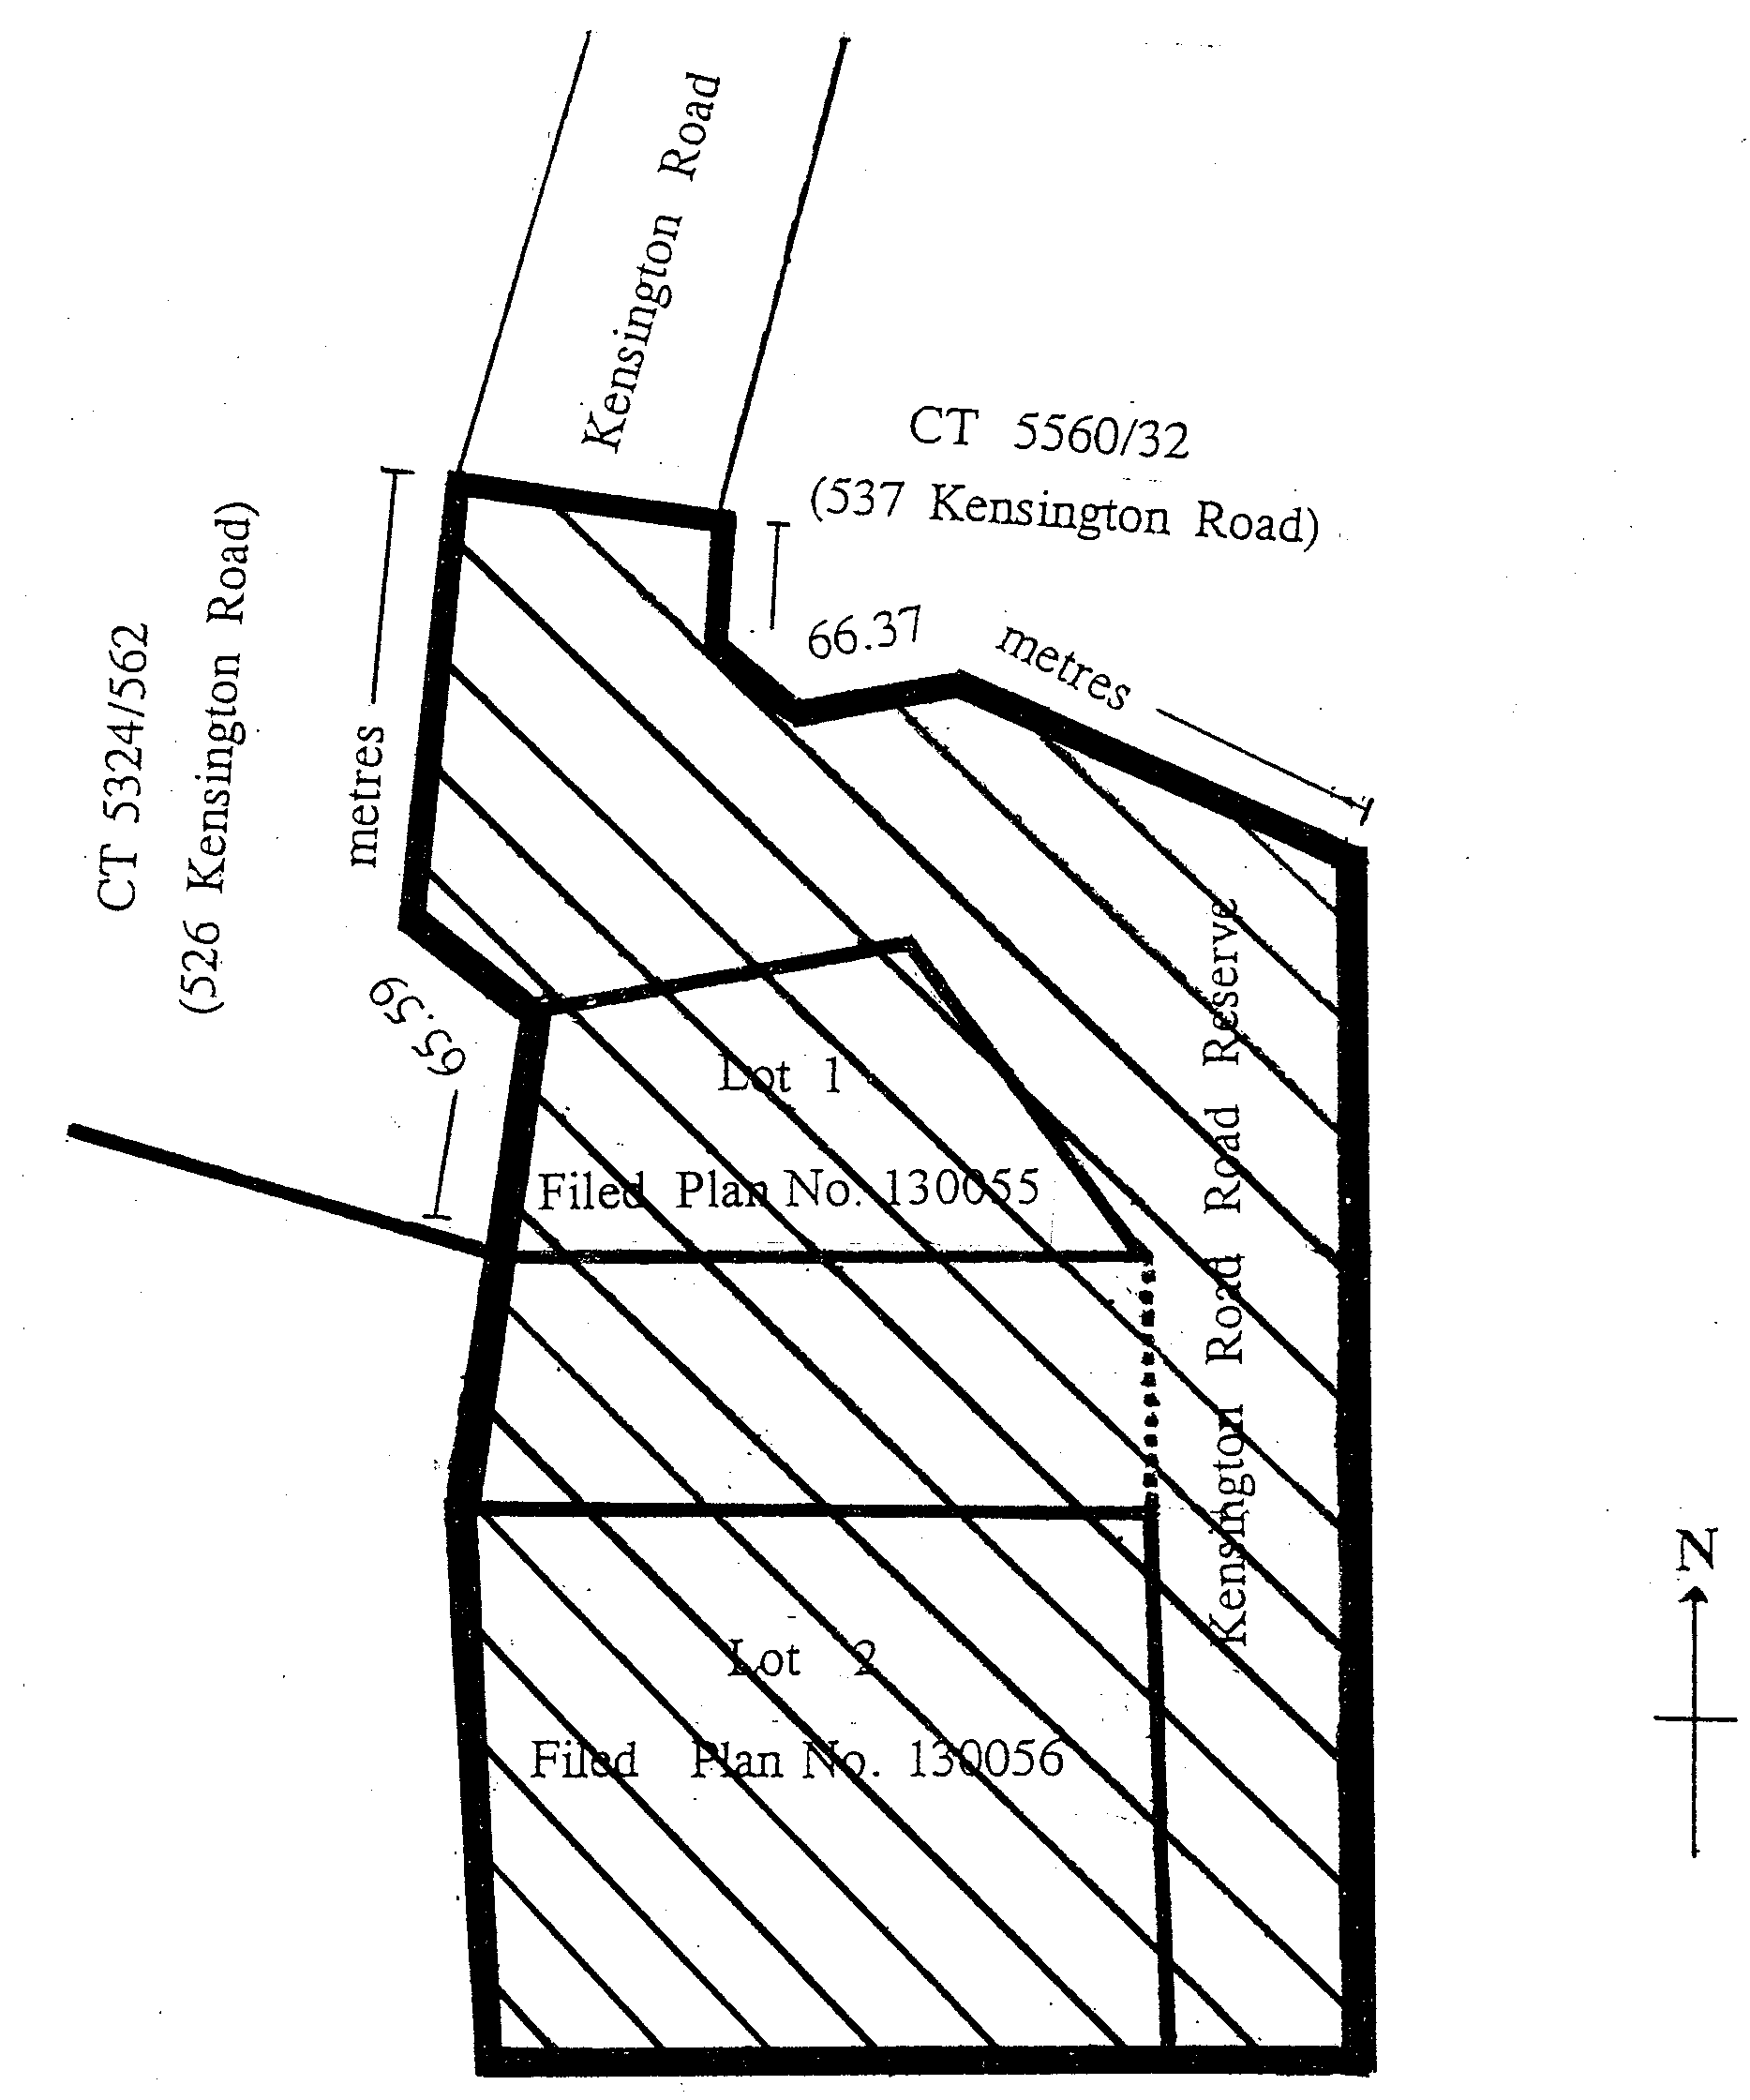 Kensington Road
CT 5560/32
(537 Kensington Road)
66.37 metres
CT 5324/562
(526 Kensington Road)
metres
65.59
Lot 1
Filed Plan No. 130055
Kensington Road Road Reserve
Lot 2
Filed Plan No. 130056
N